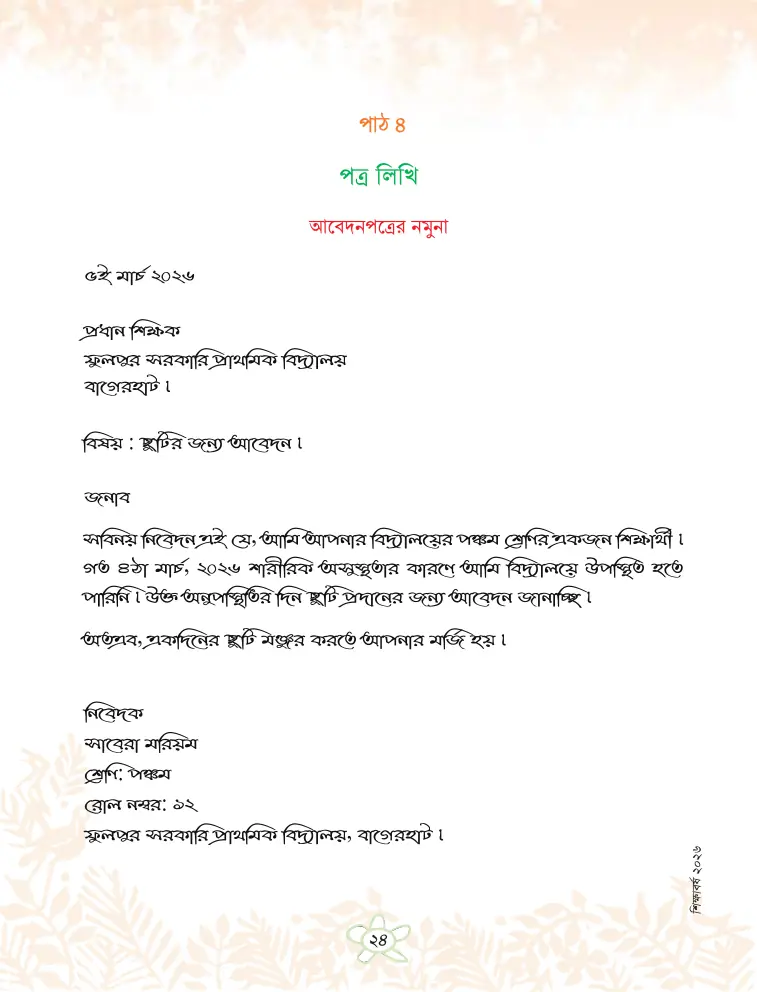 পাঠ ৪
পত্র লিখি
আবেদনপত্রের নমুনা
৫ই মার্চ ২০২৬
প্রধান শিক্ষক
ফুলপুর সরকারি প্রাথমিক বিদ্যালয়
বাগেরহাট।
বিষয় : ছুটির জন্য আবেদন।
জনাব
সবিনয় নিবেদন এই যে, আমি আপনার বিদ্যালয়ের পঞ্চম শ্রেণির একজন শিক্ষার্থী।
গত ৪ঠা মার্চ, ২০২৬ শারীরিক অসুস্থতার কারণে আমি বিদ্যালয়ে উপস্থিত হতে
পারিনি। উক্ত অনুপস্থিতির দিন ছুটি প্রদানের জন্য আবেদন জানাচ্ছি।
অতএব, একদিনের ছুটি মঞ্জুর করতে আপনার মর্জি হয়।
নিবেদক
সাবেরা মরিয়ম
শ্রেণি: পঞ্চম
রোল নম্বর: ১২
ফুলপুর সরকারি প্রাথমিক বিদ্যালয়, বাগেরহাট।
শিক্ষাবর্ষ ২০২৬
২৪